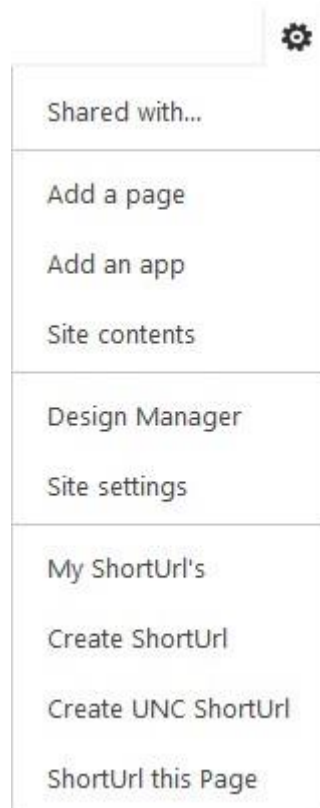 Shared with...
Add a page
Add an app
Site contents
Design Manager
Site settings
My ShortUrl's
Create ShortUrl
Create UNC ShortUrl
ShortUrl this Page